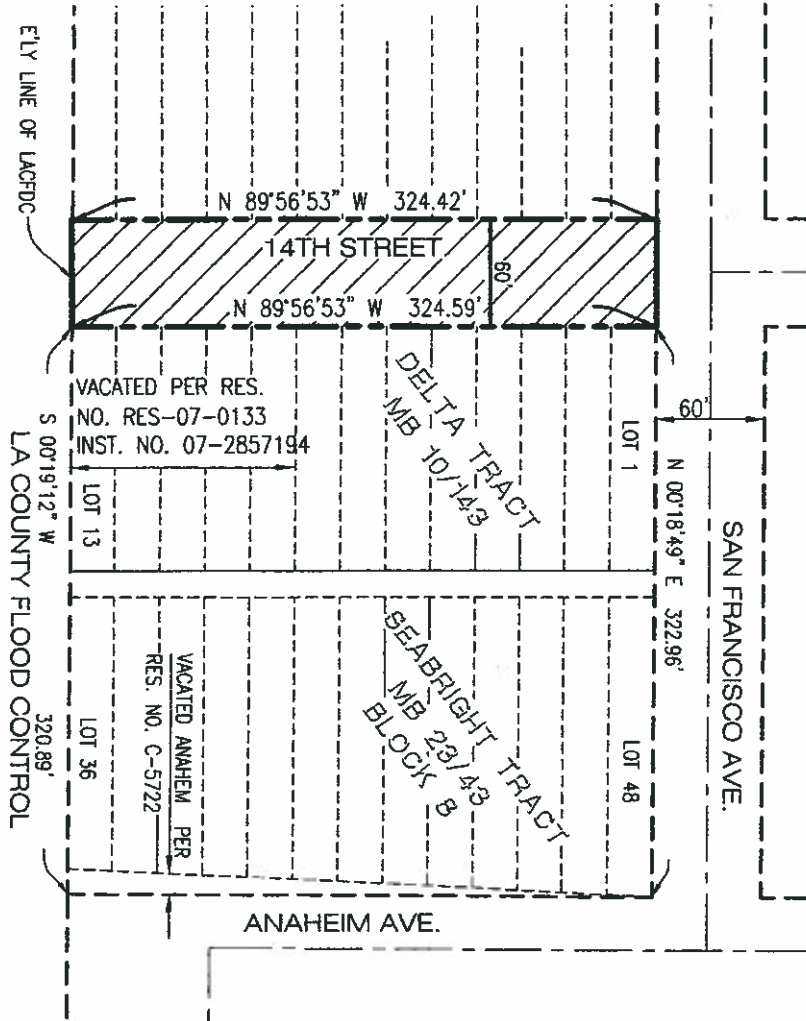 E'LY LINE OF LACFDC
N 89°56'53" W 324.42'
14TH STREET
60'
N 89°56'53" W 324.59'
VACATED PER RES.
NO. RES-07-0133
INST. NO. 07-2857194
DELTA TRACT
MB 10/143
LOT 1
60'
LOT 13
S 00°19'12" W 320.89'
LA COUNTY FLOOD CONTROL
N 00°18'49" E 322.96'
SAN FRANCISCO AVE.
SEABRIGHT TRACT
MB 23/43
BLOCK B
LOT 48
VACATED ANAHEM PER
RES. NO. C-5722
LOT 36
ANAHEIM AVE.